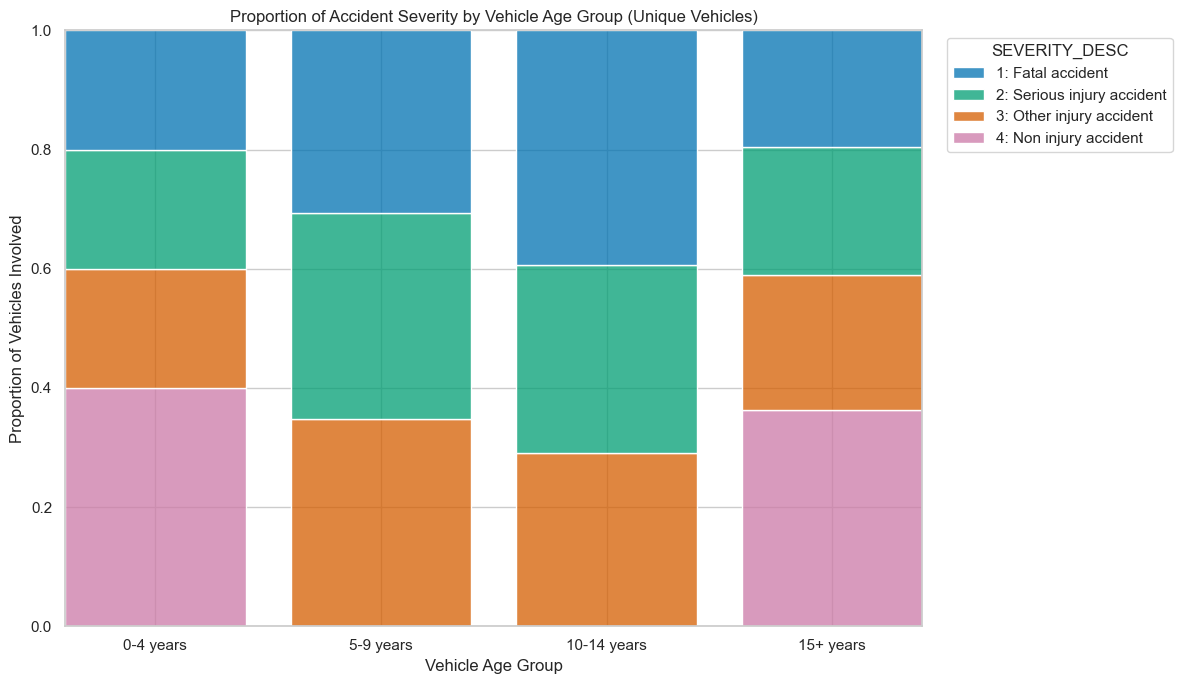 Proportion of Accident Severity by Vehicle Age Group (Unique Vehicles)
SEVERITY_DESC
1: Fatal accident
2: Serious injury accident
3: Other injury accident
4: Non injury accident
Proportion of Vehicles Involved
1.0
0.8
0.6
0.4
0.2
0.0
0-4 years
5-9 years
10-14 years
15+ years
Vehicle Age Group